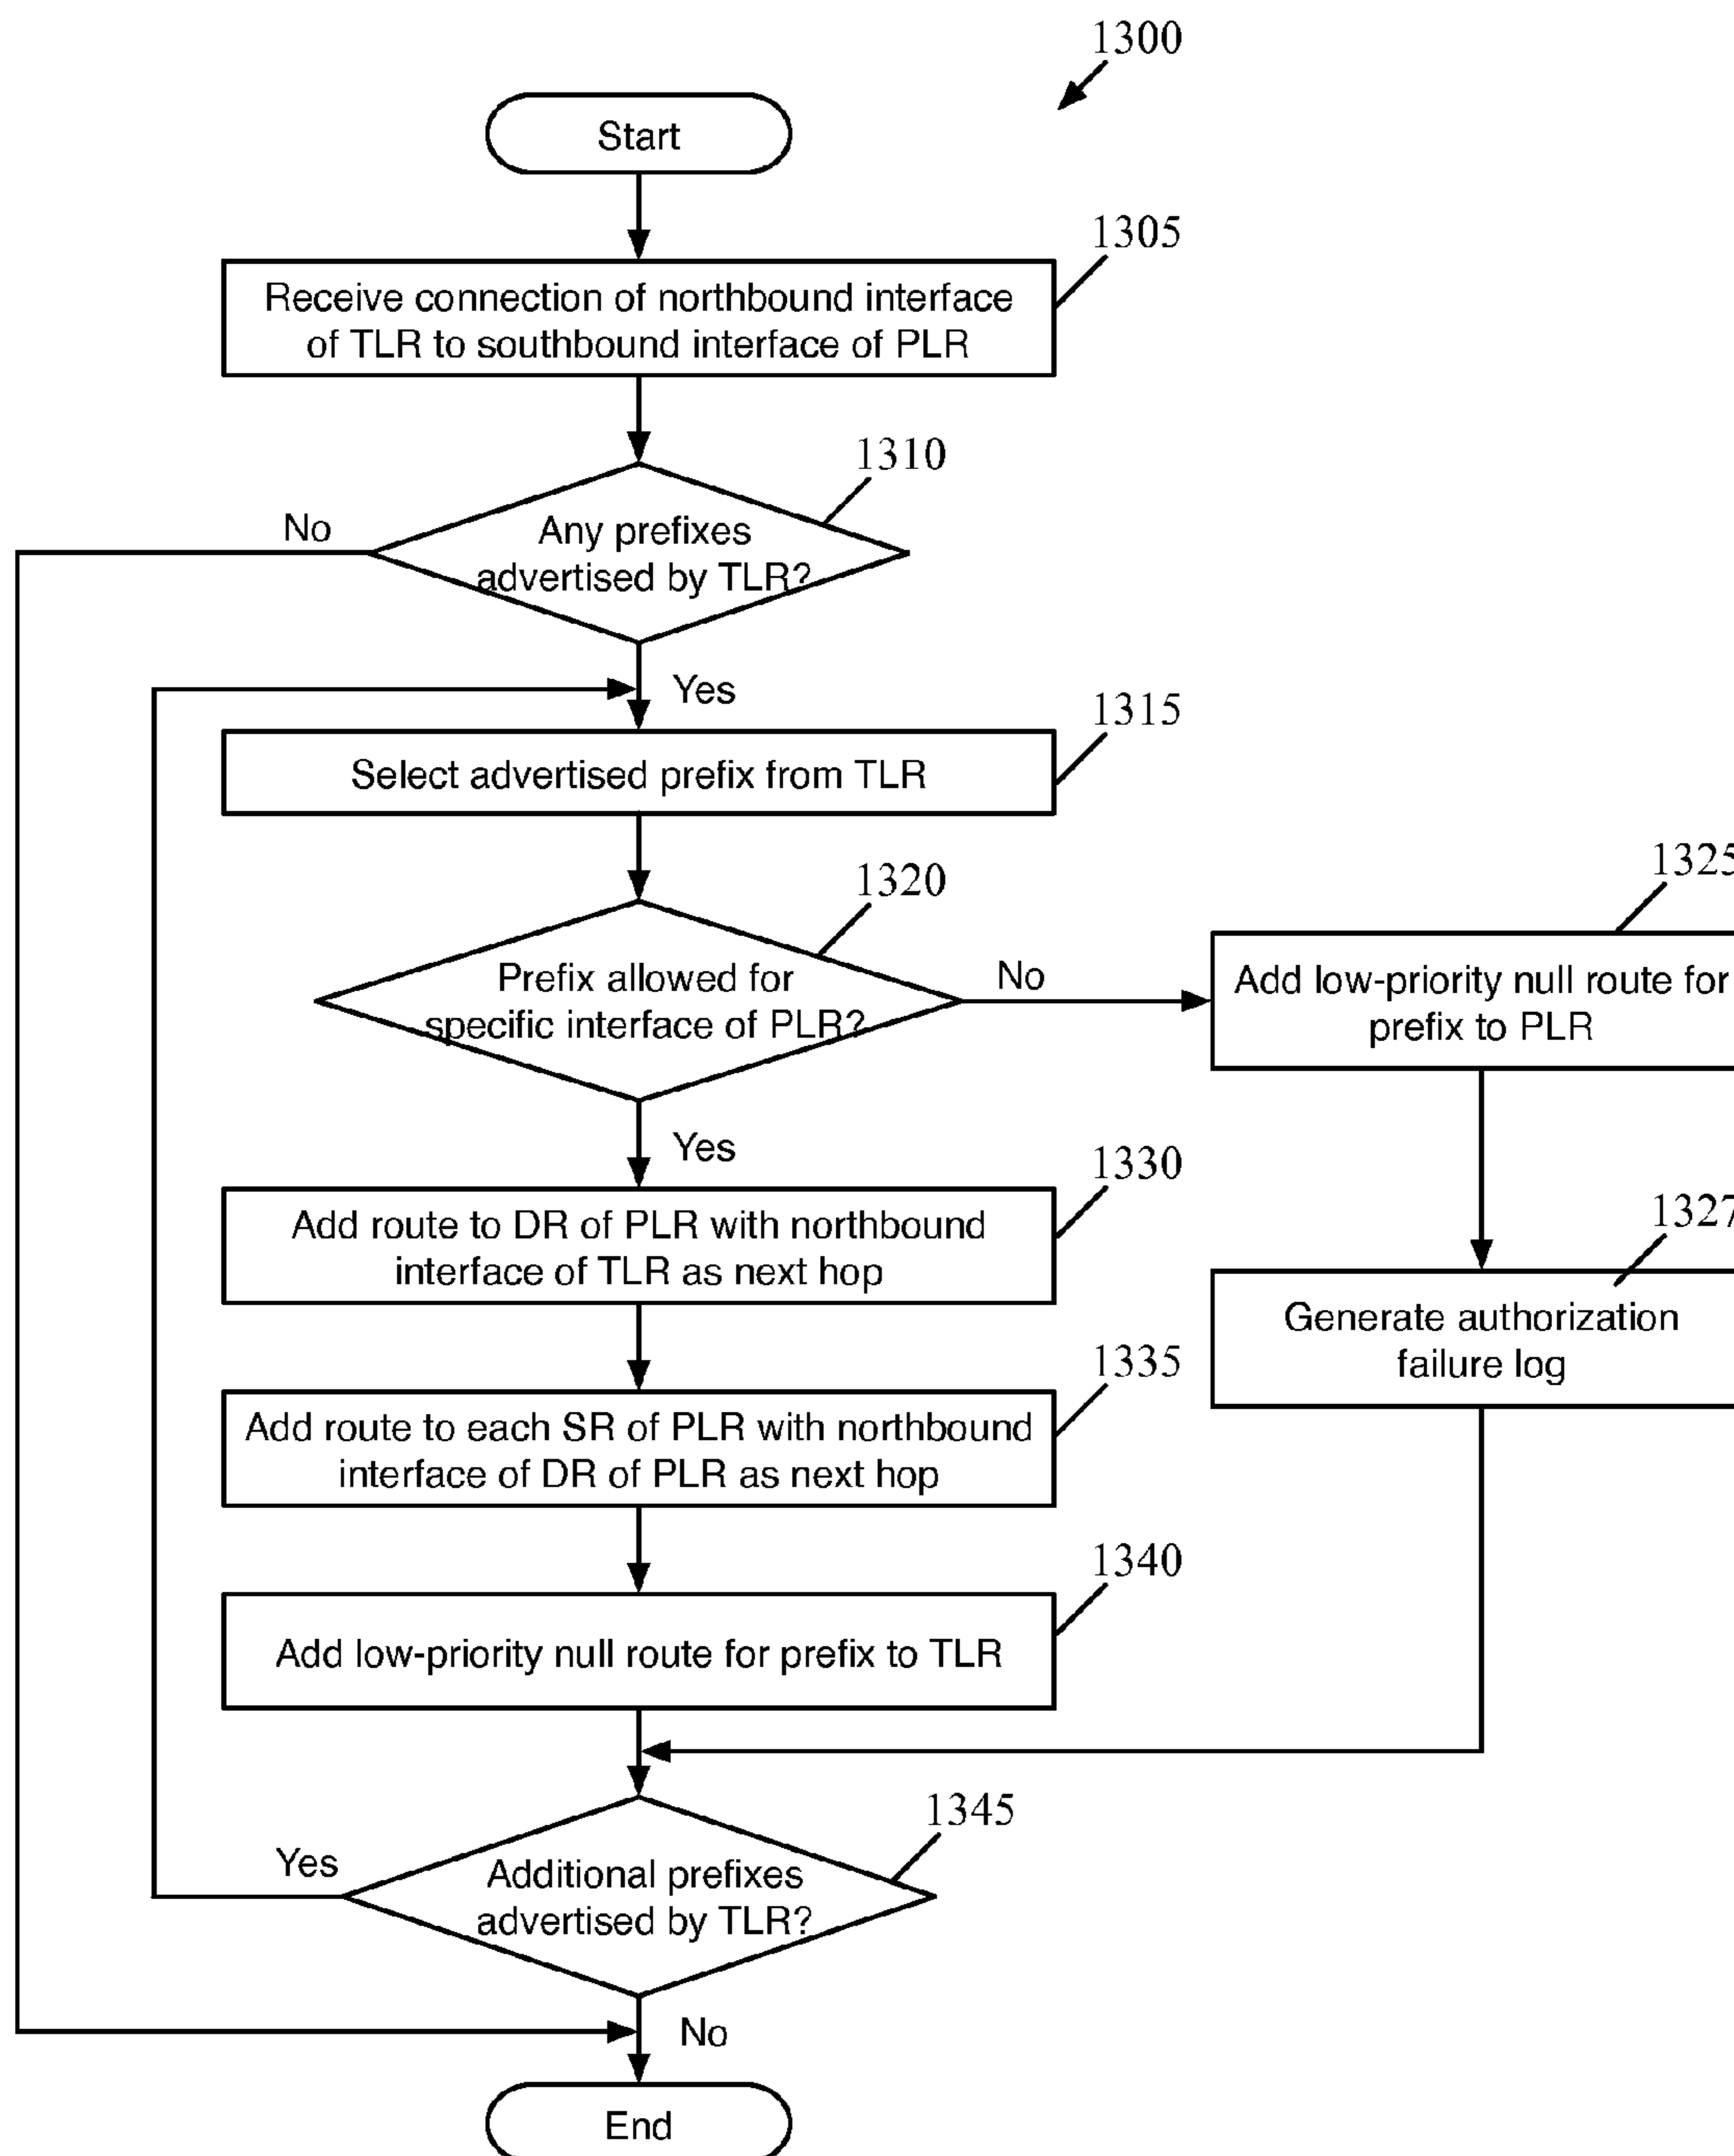 1300
Start
1305
Receive connection of northbound interface
of TLR to southbound interface of PLR
1310
No
Any prefixes
advertised by TLR?
Yes
1315
Select advertised prefix from TLR
1320
Prefix allowed for
specific interface of PLR?
No
1325
Add low-priority null route for
prefix to PLR
Yes
1330
Add route to DR of PLR with northbound
interface of TLR as next hop
1327
Generate authorization
failure log
1335
Add route to each SR of PLR with northbound
interface of DR of PLR as next hop
1340
Add low-priority null route for prefix to TLR
1345
Yes
Additional prefixes
advertised by TLR?
No
End